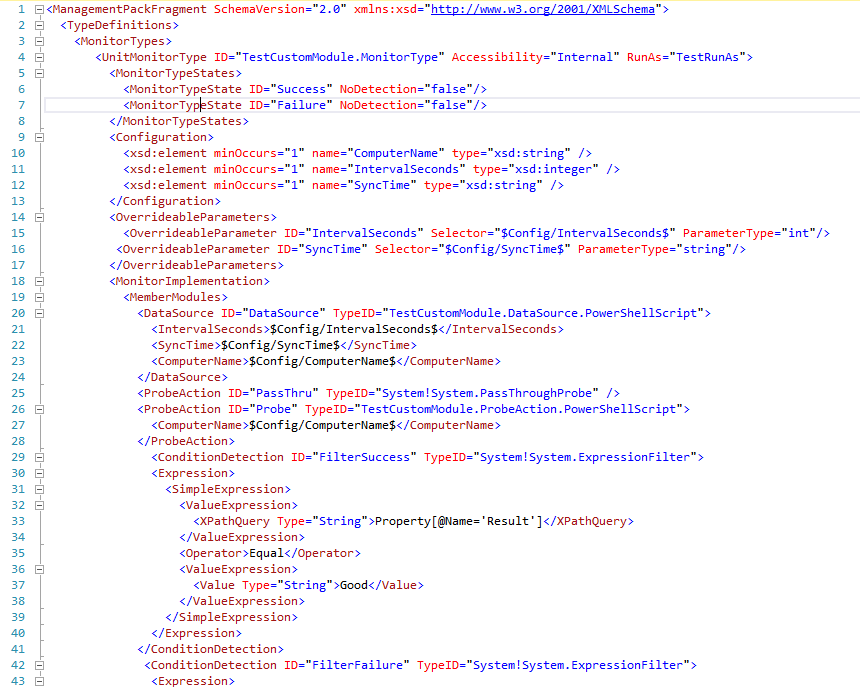 1 <ManagementPackFragment SchemaVersion="2.0" xmlns:xsd="http://www.w3.org/2001/XMLSchema">
2 <TypeDefinitions>
3 <MonitorTypes>
4 <UnitMonitorType ID="TestCustomModule.MonitorType" Accessibility="Internal" RunAs="TestRunAs">
5 <MonitorTypeStates>
6 <MonitorTypeState ID="Success" NoDetection="false"/>
7 <MonitorTypeState ID="Failure" NoDetection="false"/>
8 </MonitorTypeStates>
9 <Configuration>
10 <xsd:element minOccurs="1" name="ComputerName" type="xsd:string" />
11 <xsd:element minOccurs="1" name="IntervalSeconds" type="xsd:integer" />
12 <xsd:element minOccurs="1" name="SyncTime" type="xsd:string" />
13 </Configuration>
14 <OverrideableParameters>
15 <OverrideableParameter ID="IntervalSeconds" Selector="$Config/IntervalSeconds$" ParameterType="int"/>
16 <OverrideableParameter ID="SyncTime" Selector="$Config/SyncTime$" ParameterType="string"/>
17 </OverrideableParameters>
18 <MonitorImplementation>
19 <MemberModules>
20 <DataSource ID="DataSource" TypeID="TestCustomModule.DataSource.PowerShellScript">
21 <IntervalSeconds>$Config/IntervalSeconds$</IntervalSeconds>
22 <SyncTime>$Config/SyncTime$</SyncTime>
23 <ComputerName>$Config/ComputerName$</ComputerName>
24 </DataSource>
25 <ProbeAction ID="PassThru" TypeID="System!System.PassThroughProbe" />
26 <ProbeAction ID="Probe" TypeID="TestCustomModule.ProbeAction.PowerShellScript">
27 <ComputerName>$Config/ComputerName$</ComputerName>
28 </ProbeAction>
29 <ConditionDetection ID="FilterSuccess" TypeID="System!System.ExpressionFilter">
30 <Expression>
31 <SimpleExpression>
32 <ValueExpression>
33 <XPathQuery Type="String">Property[@Name='Result']</XPathQuery>
34 </ValueExpression>
35 <Operator>Equal</Operator>
36 <ValueExpression>
37 <Value Type="String">Good</Value>
38 </ValueExpression>
39 </SimpleExpression>
40 </Expression>
41 </ConditionDetection>
42 <ConditionDetection ID="FilterFailure" TypeID="System!System.ExpressionFilter">
43 <Expression>